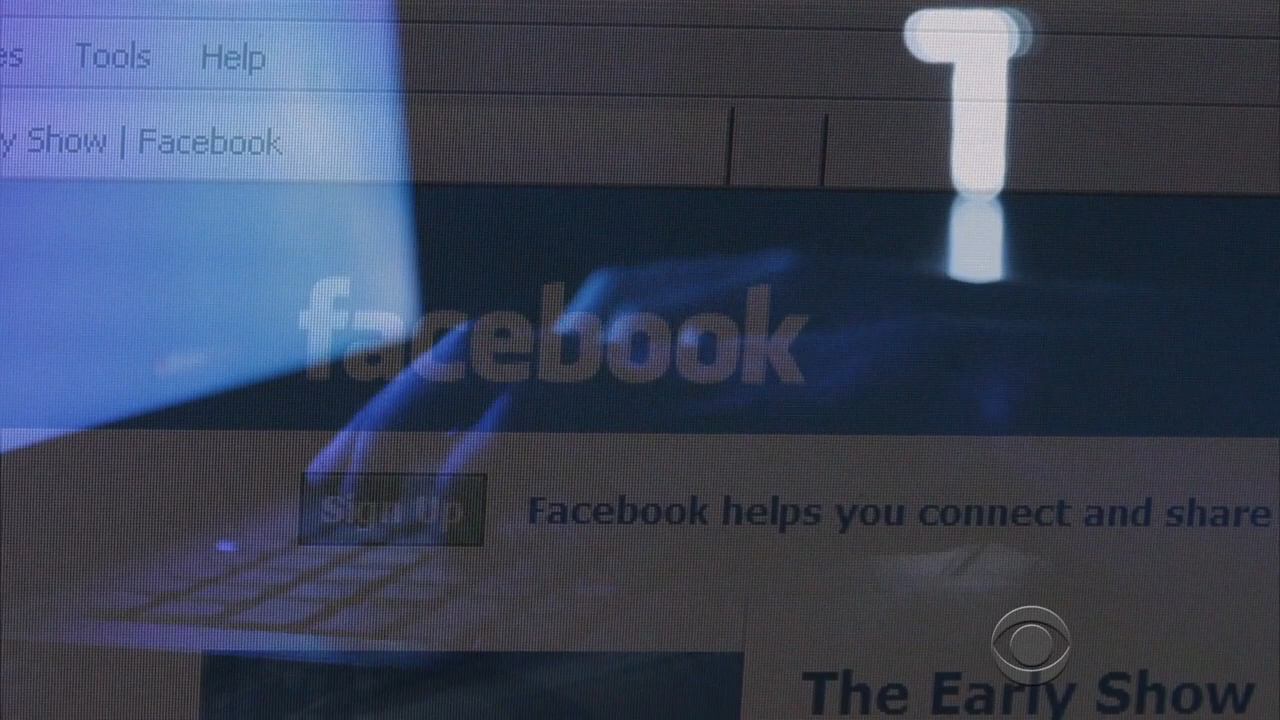 Tools Help
Show | Facebook
facebook
Sign Up
Facebook helps you connect and share
The Early Show